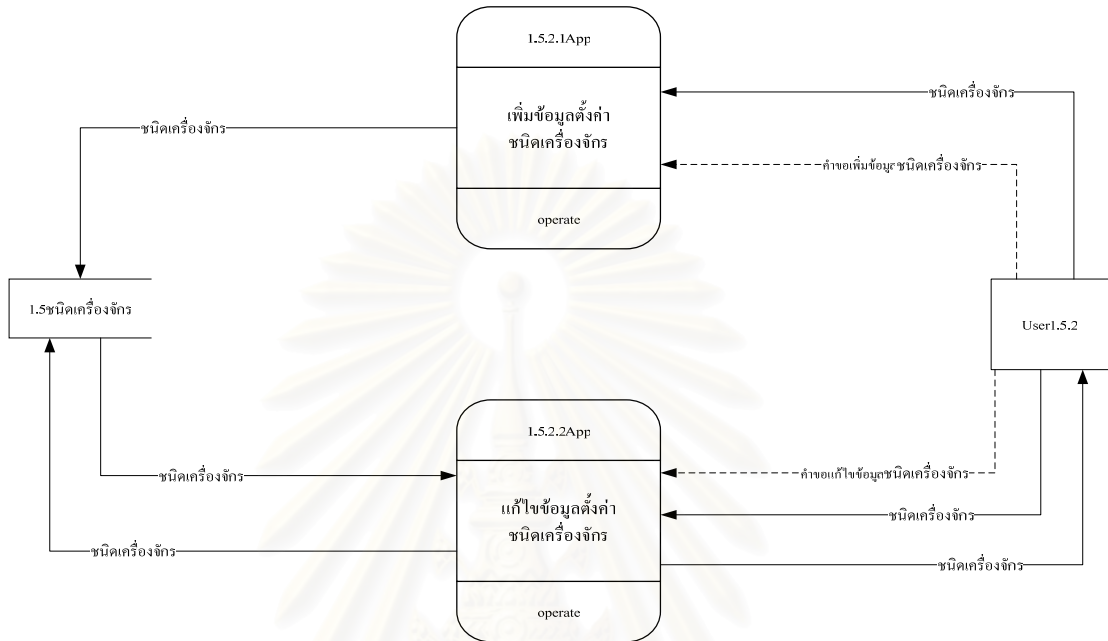 1.5.2.1App
เพิ่มข้อมูลตั้งค่า
ชนิดเครื่องจักร
operate
ชนิดเครื่องจักร
ชนิดเครื่องจักร
คำขอเพิ่มข้อมูลชนิดเครื่องจักร
1.5ชนิดเครื่องจักร
User1.5.2
1.5.2.2App
แก้ไขข้อมูลตั้งค่า
ชนิดเครื่องจักร
operate
ชนิดเครื่องจักร
คำขอแก้ไขข้อมูลชนิดเครื่องจักร
ชนิดเครื่องจักร
ชนิดเครื่องจักร
ชนิดเครื่องจักร